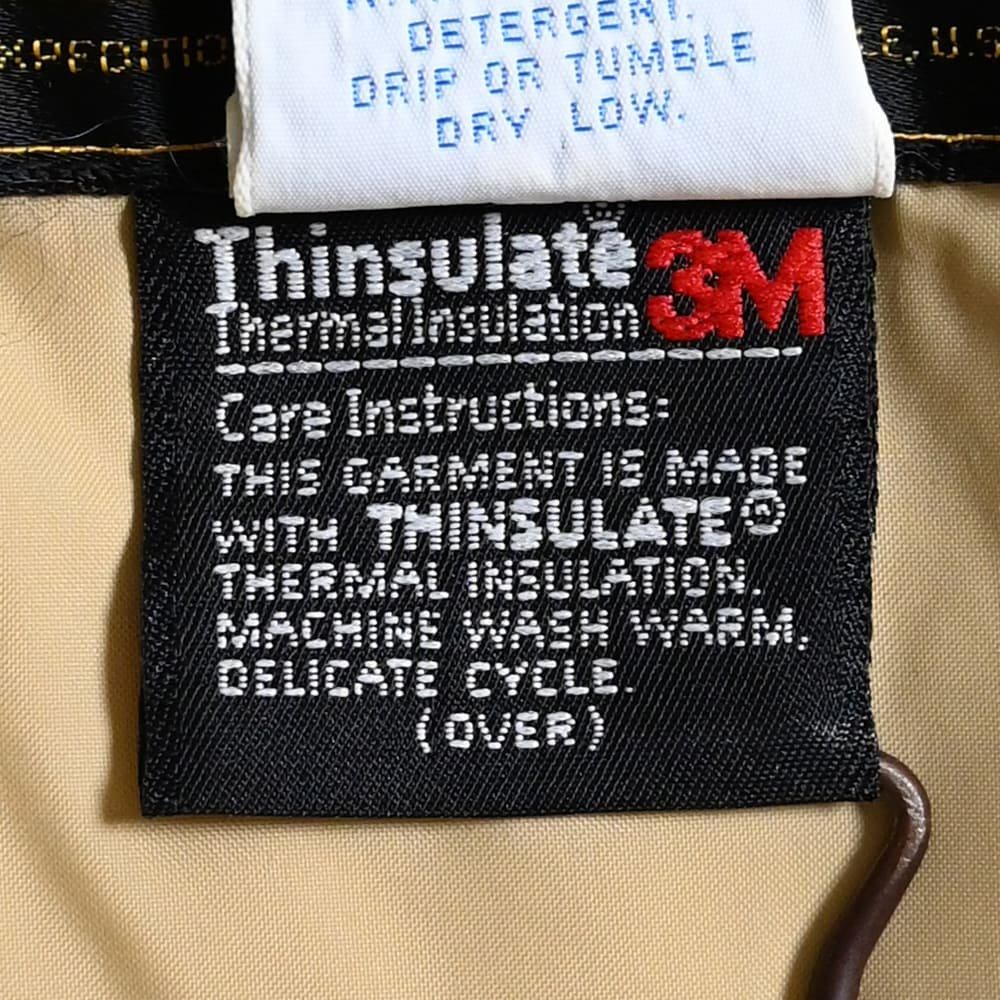 DETERGENT.
DRIP OR TUMBLE
DRY LOW.
Thinsulate® 3M
Thermal Insulation
Care Instructions:
THIS GARMENT IS MADE
WITH THINSULATE®
THERMAL INSULATION.
MACHINE WASH WARM,
DELICATE CYCLE.
(OVER)